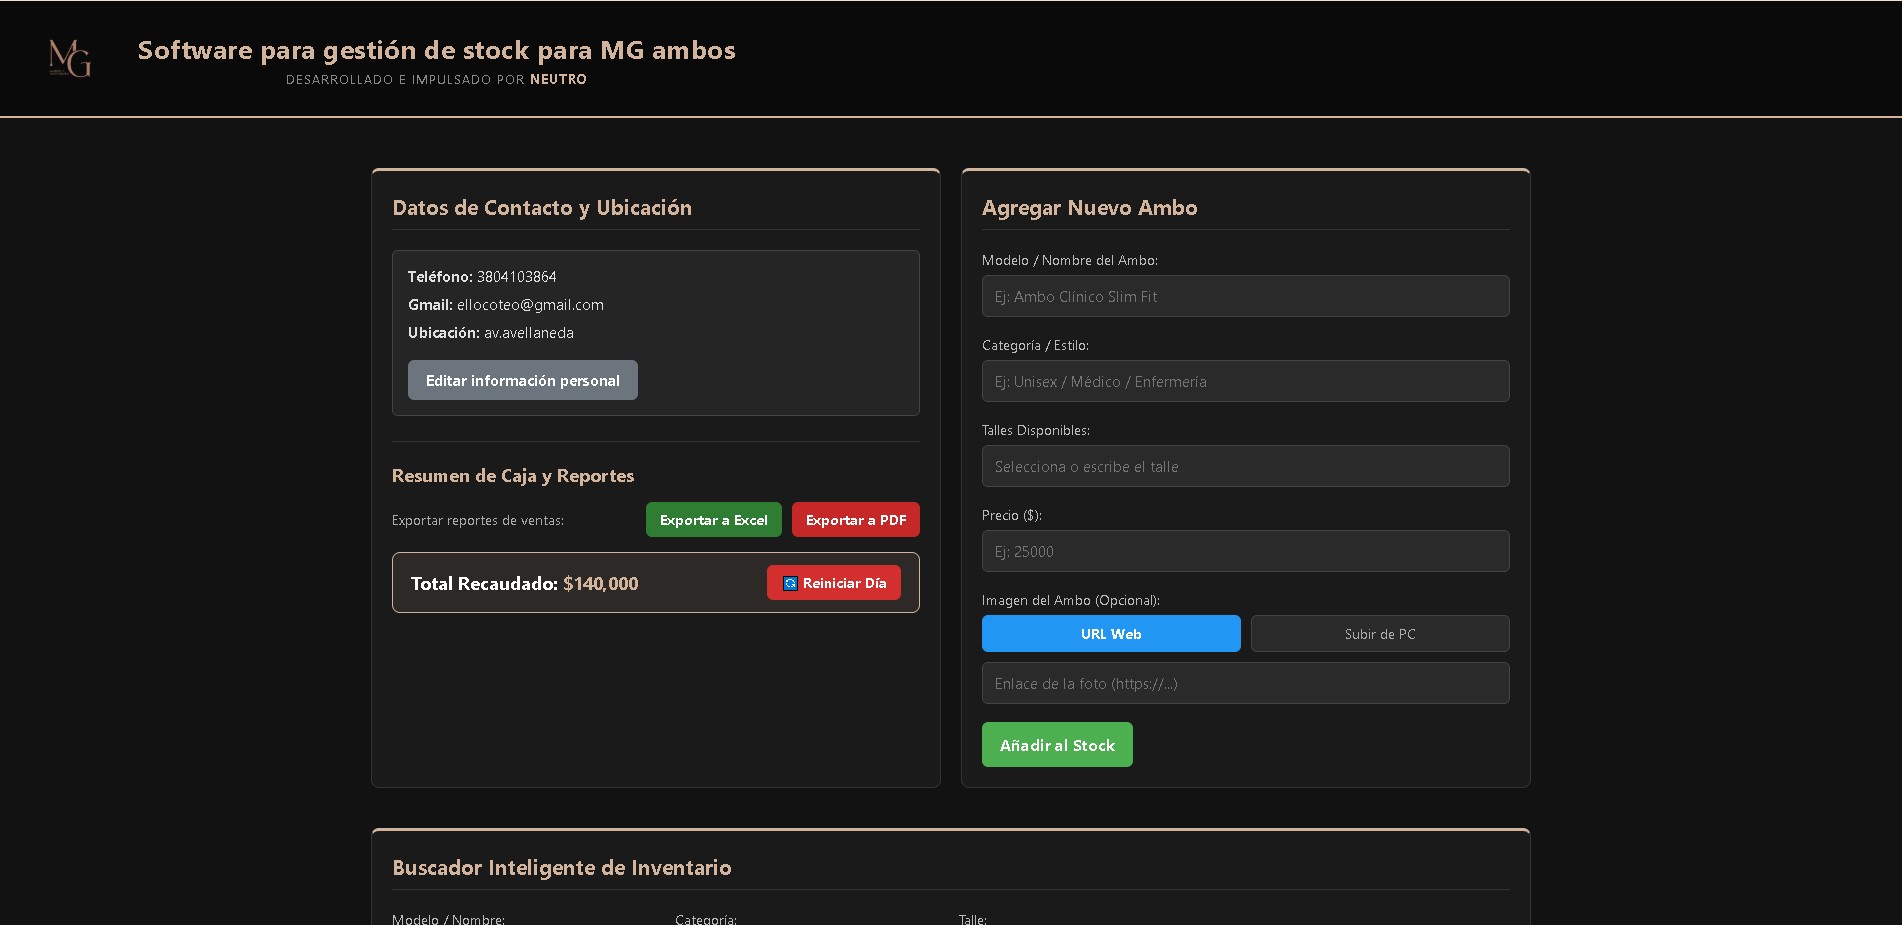 MG
Software para gestión de stock para MG ambos
DESARROLLADO E IMPULSADO POR NEUTRO
Datos de Contacto y Ubicación
Teléfono: 3804103864
Gmail: ellocoteo@gmail.com
Ubicación: av.avellaneda
Editar información personal
Resumen de Caja y Reportes
Exportar reportes de ventas:
Exportar a Excel
Exportar a PDF
Total Recaudado: $140,000
Reiniciar Día
Agregar Nuevo Ambo
Modelo / Nombre del Ambo:
Ej: Ambo Clínico Slim Fit
Categoría / Estilo:
Ej: Unisex / Médico / Enfermería
Talles Disponibles:
Selecciona o escribe el talle
Precio ($):
Ej: 25000
Imagen del Ambo (Opcional):
URL Web
Subir de PC
Enlace de la foto (https://...)
Añadir al Stock
Buscador Inteligente de Inventario
Modelo / Nombre:
Categoría:
Talle: